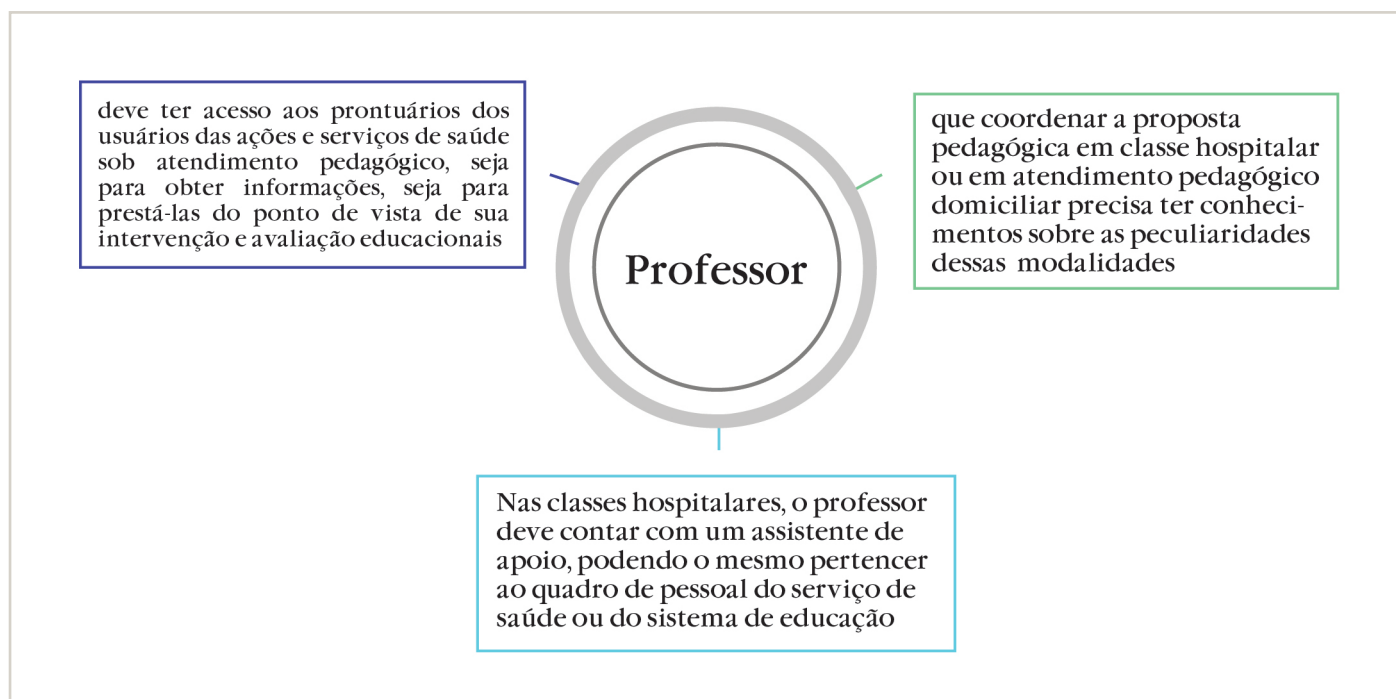 deve ter acesso aos prontuários dos
usuários das ações e serviços de saúde
sob atendimento pedagógico, seja
para obter informações, seja para
prestá-las do ponto de vista de sua
intervenção e avaliação educacionais
Professor
que coordenar a proposta
pedagógica em classe hospitalar
ou em atendimento pedagógico
domiciliar precisa ter conheci-
mentos sobre as peculiaridades
dessas modalidades
Nas classes hospitalares, o professor
deve contar com um assistente de
apoio, podendo o mesmo pertencer
ao quadro de pessoal do serviço de
saúde ou do sistema de educação